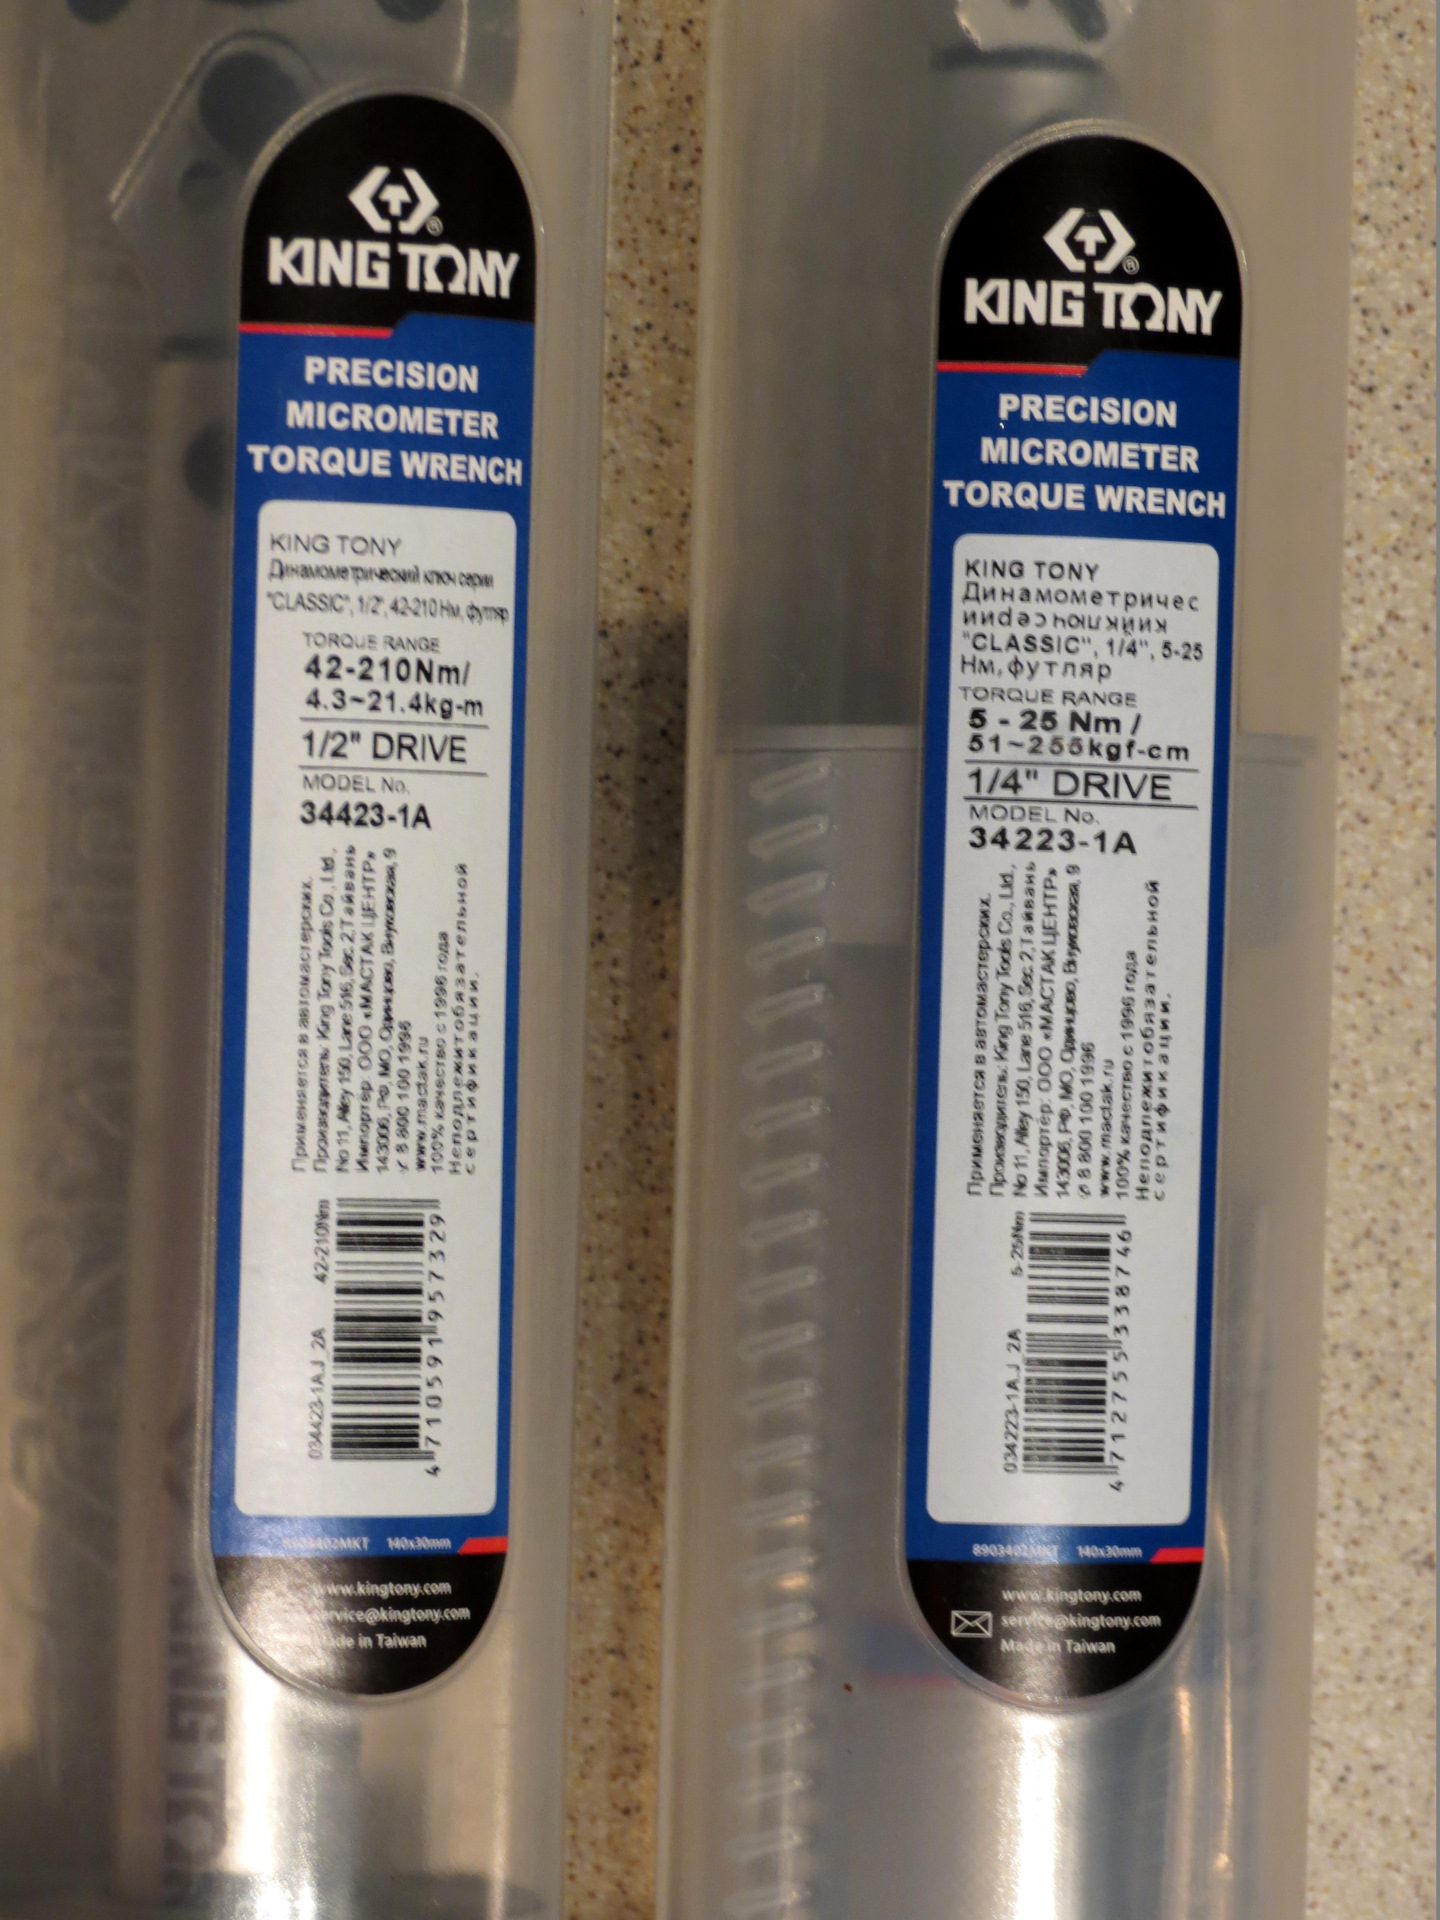 KING TONY
PRECISION
MICROMETER
TORQUE WRENCH
KING TONY
Динамометрический ключ серии
"CLASSIC", 1/2", 42-210 Нм, футляр
TORQUE RANGE
42-210Nm/
4.3~21.4kg-m
1/2" DRIVE
MODEL No.
34423-1A
Применяется в автомастерских.
Производитель: King Tony Tools Co., Ltd.,
No 11, Alley 150, Lane 516, Sec. 2, Тайвань
Импортёр: ООО «МАСТАК ЦЕНТР»
143006, РФ, МО, Одинцово, Внуковская, 9
8 800 100 1996
www.mactak.ru
100% качество с 1996 года
Не подлежит обязательной
сертификации.
42-210Nm
034423-1AJ_2A
4 710591 957329
140x30mm
www.kingtony.com
service@kingtony.com
Made in Taiwan
KING TONY
PRECISION
MICROMETER
TORQUE WRENCH
KING TONY
Динамометричес
кий ключ серии
"CLASSIC", 1/4", 5-25
Нм, футляр
TORQUE RANGE
5 - 25 Nm /
51~255kgf-cm
1/4" DRIVE
MODEL No.
34223-1A
Применяется в автомастерских.
Производитель: King Tony Tools Co., Ltd.,
No 11, Alley 150, Lane 516, Sec. 2, Тайвань
Импортёр: ООО «МАСТАК ЦЕНТР»
143006, РФ, МО, Одинцово, Внуковская, 9
8 800 100 1996
www.mactak.ru
100% качество с 1996 года
Не подлежит обязательной
сертификации.
5-25Nm
034223-1AJ_2A
4 712755 338746
8903402MKT 140x30mm
www.kingtony.com
service@kingtony.com
Made in Taiwan